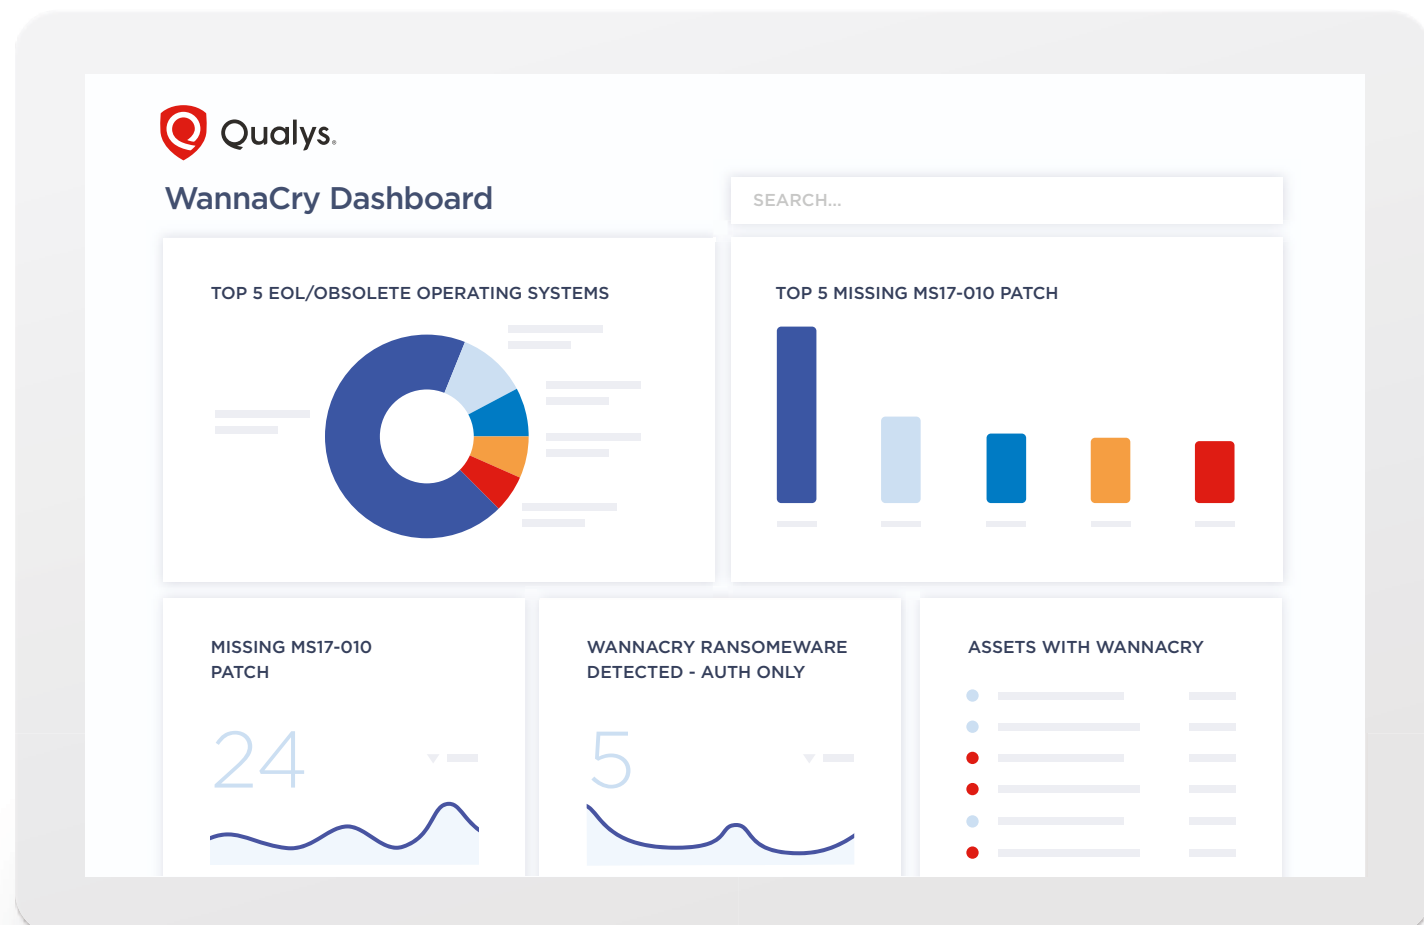 Qualys®
WannaCry Dashboard
SEARCH...
TOP 5 EOL/OBSOLETE OPERATING SYSTEMS
TOP 5 MISSING MS17-010 PATCH
MISSING MS17-010
PATCH
24
WANNACRY RANSOMEWARE
DETECTED - AUTH ONLY
5
ASSETS WITH WANNACRY